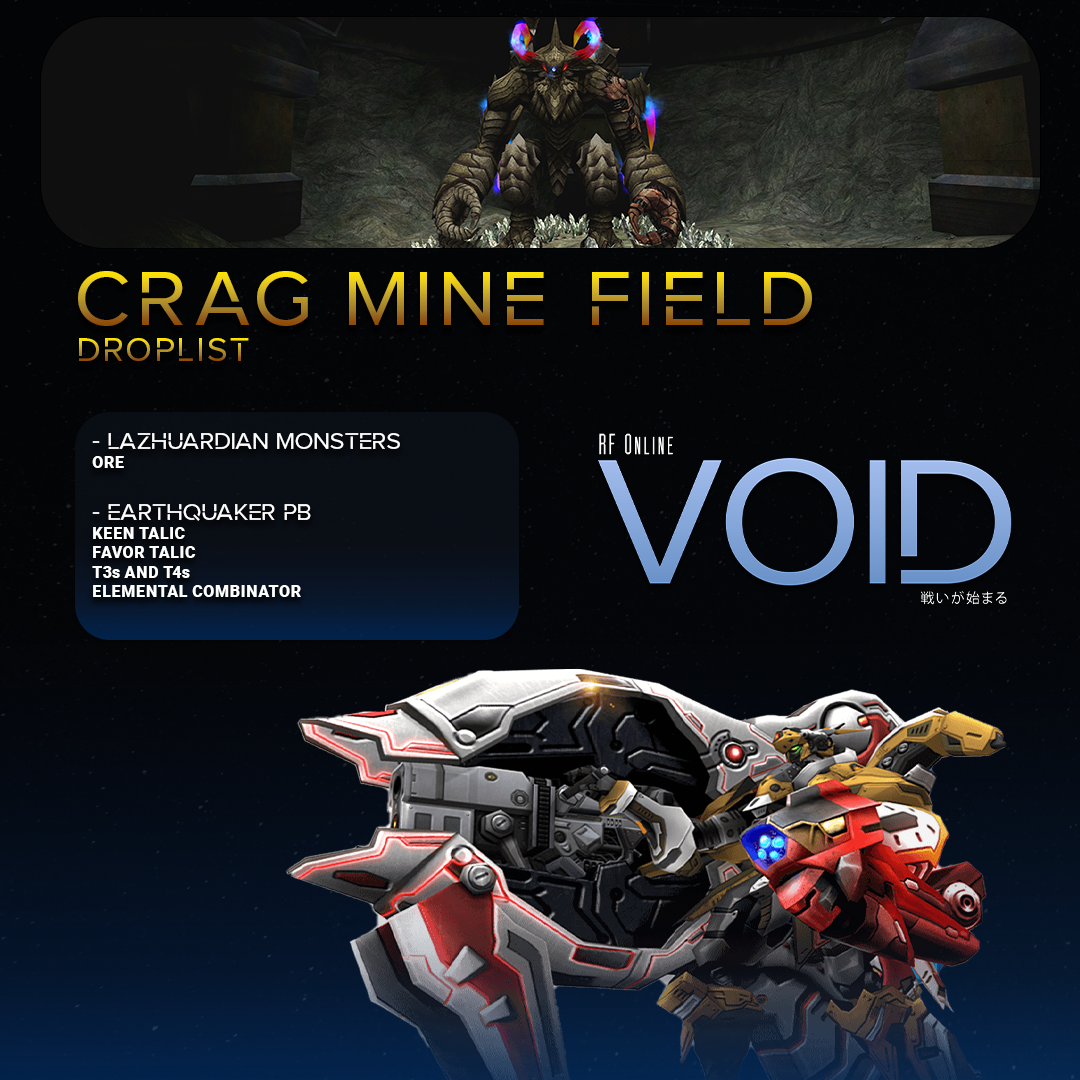 CRAG MINE FIELD
DROPLIST
- LAZHUARDIAN MONSTERS
ORE
- EARTHQUAKER PB
KEEN TALIC
FAVOR TALIC
T3s AND T4s
ELEMENTAL COMBINATOR
RF ONLINE
VOID
戦いが始まる